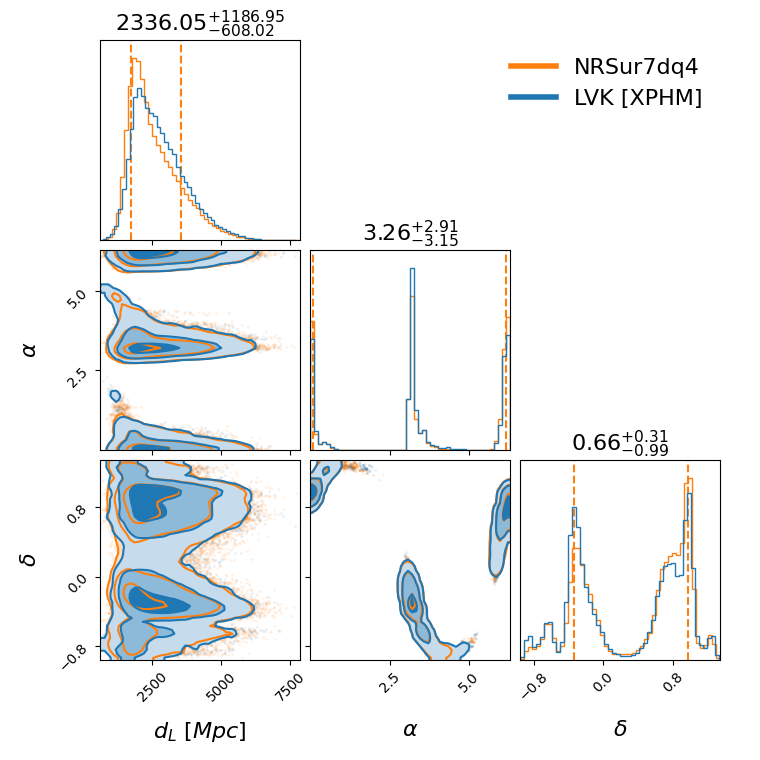 2336.05+1186.95−608.02
NRSur7dq4
LVK [XPHM]
3.26+2.91−3.15
5.0
2.5
α
0.66+0.31−0.99
0.8
0.0
−0.8
δ
2500 5000 7500
2.5 5.0
−0.8 0.0 0.8
dL [Mpc] α δ